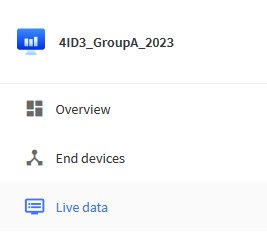 4ID3_GroupA_2023
Overview
End devices
Live data